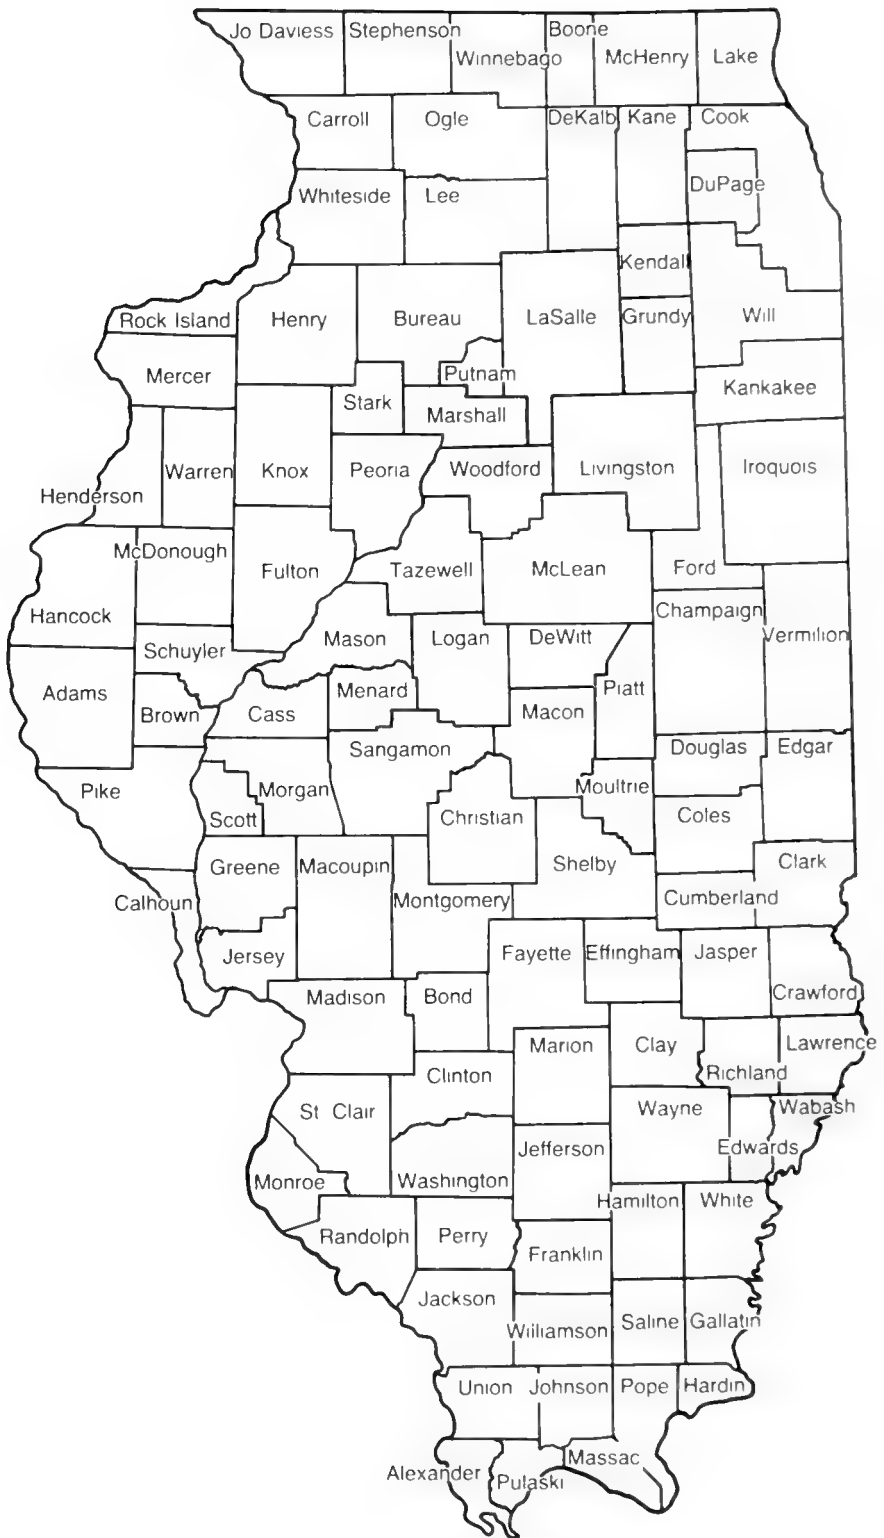 Jo Daviess
Stephenson
Winnebago
Boone
McHenry
Lake
Carroll
Ogle
DeKalb
Kane
Cook
DuPage
Whiteside
Lee
Kendall
Rock Island
Henry
Bureau
LaSalle
Grundy
Will
Mercer
Putnam
Kankakee
Stark
Marshall
Henderson
Warren
Knox
Peoria
Woodford
Livingston
Iroquois
McDonough
Fulton
Tazewell
McLean
Ford
Hancock
Champaign
Schuyler
Mason
Logan
DeWitt
Vermilion
Adams
Brown
Cass
Menard
Macon
Piatt
Sangamon
Douglas
Edgar
Pike
Morgan
Moultrie
Scott
Christian
Coles
Greene
Macoupin
Shelby
Clark
Calhoun
Montgomery
Cumberland
Jersey
Fayette
Effingham
Jasper
Madison
Bond
Crawford
Marion
Clay
Lawrence
Clinton
Richland
St Clair
Wayne
Wabash
Jefferson
Edwards
Monroe
Washington
Hamilton
White
Randolph
Perry
Franklin
Jackson
Williamson
Saline
Gallatin
Union
Johnson
Pope
Hardin
Alexander
Pulaski
Massac